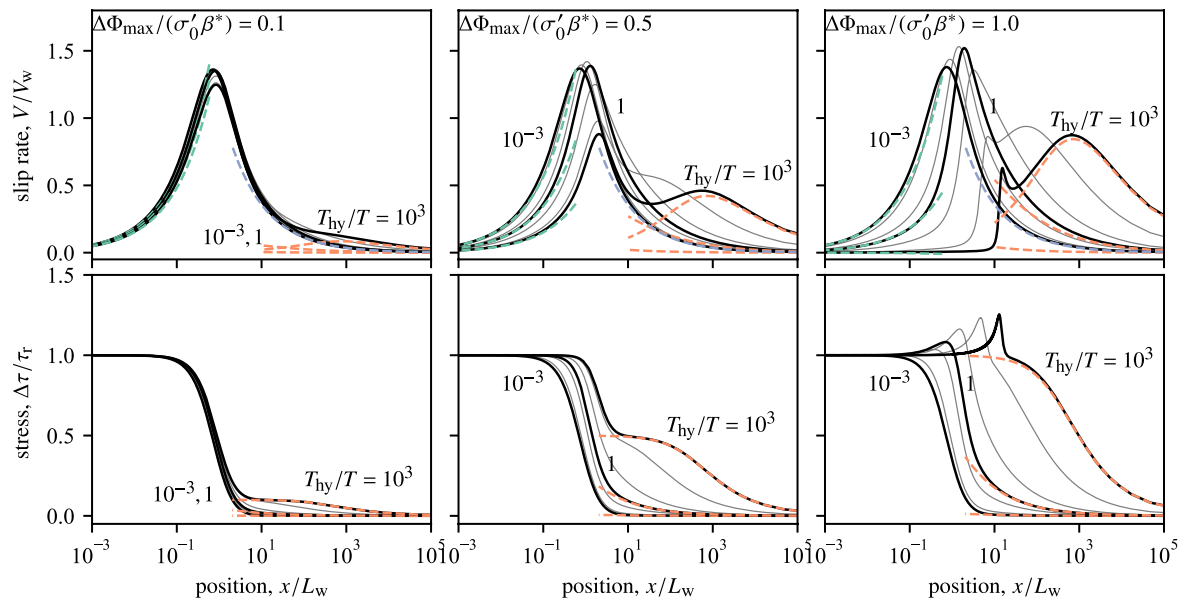 ΔΦmax/(σ′0β*) = 0.1
ΔΦmax/(σ′0β*) = 0.5
ΔΦmax/(σ′0β*) = 1.0
slip rate, V/Vw
1.5
1.0
0.5
0.0
Thy/T = 10³
10⁻³, 1
10⁻³
1
Thy/T = 10³
10⁻³
1
Thy/T = 10³
stress, Δτ/τr
1.5
1.0
0.5
0.0
10⁻³, 1
Thy/T = 10³
10⁻³
1
Thy/T = 10³
10⁻³
1
Thy/T = 10³
10⁻³ 10⁻¹ 10¹ 10³ 10⁵
10⁻³ 10⁻¹ 10¹ 10³ 10⁵
10⁻³ 10⁻¹ 10¹ 10³ 10⁵
position, x/Lw
position, x/Lw
position, x/Lw